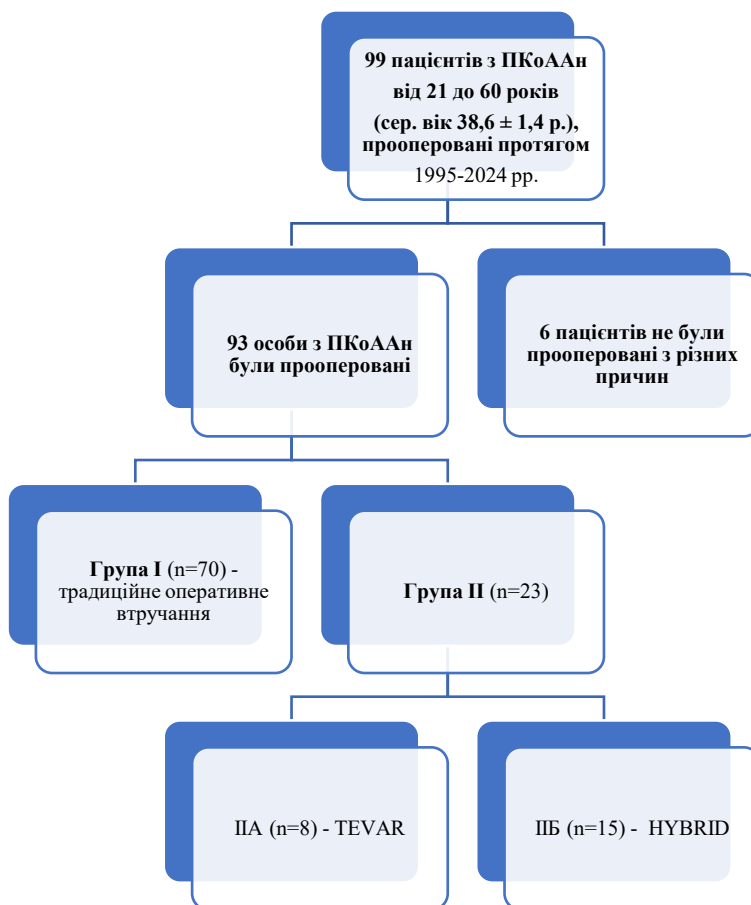 99 пацієнтів з ПКоААн
від 21 до 60 років
(сер. вік 38,6 ± 1,4 р.),
прооперовані протягом
1995-2024 рр.
93 особи з ПКоААн
були прооперовані
6 пацієнтів не були
прооперовані з різних
причин
Група I (n=70) -
традиційне оперативне
втручання
Група II (n=23)
IIA (n=8) - TEVAR
IIБ (n=15) - HYBRID